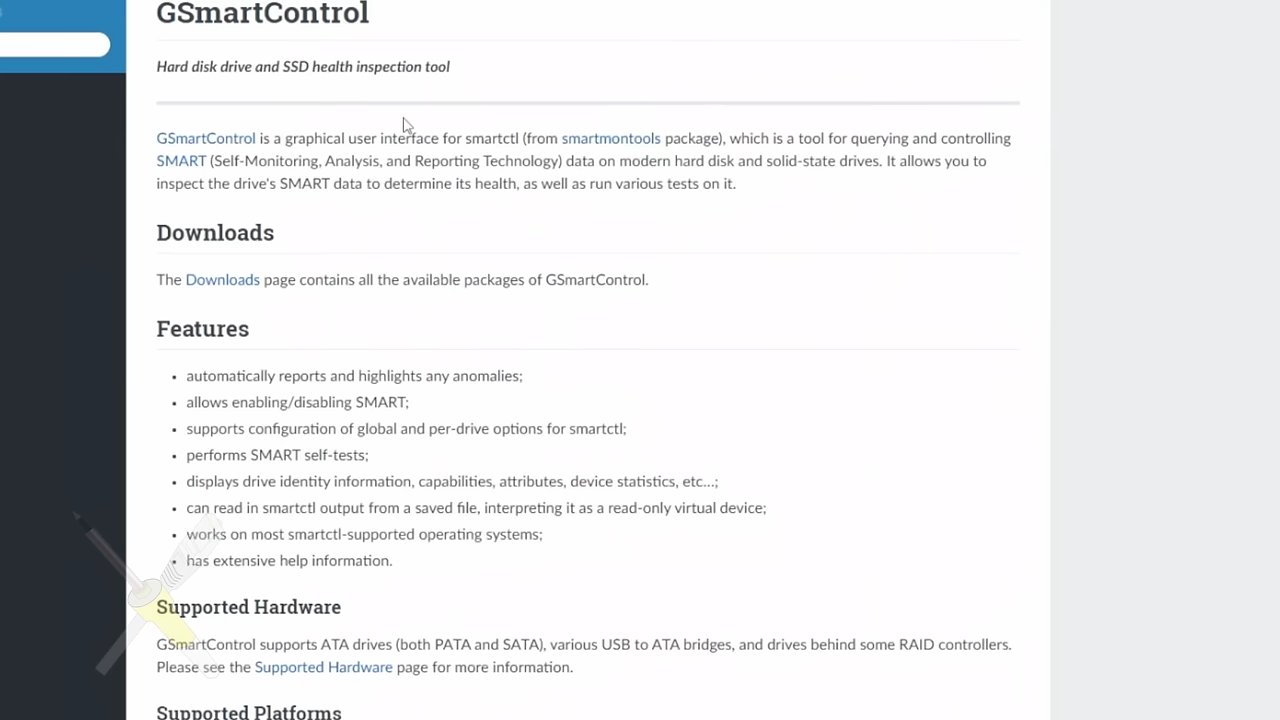 GSmartControl
Hard disk drive and SSD health inspection tool
GSmartControl is a graphical user interface for smartctl (from smartmontools package), which is a tool for querying and controlling
SMART (Self-Monitoring, Analysis, and Reporting Technology) data on modern hard disk and solid-state drives. It allows you to
inspect the drive's SMART data to determine its health, as well as run various tests on it.
Downloads
The Downloads page contains all the available packages of GSmartControl.
Features
• automatically reports and highlights any anomalies;
• allows enabling/disabling SMART;
• supports configuration of global and per-drive options for smartctl;
• performs SMART self-tests;
• displays drive identity information, capabilities, attributes, device statistics, etc...;
• can read in smartctl output from a saved file, interpreting it as a read-only virtual device;
• works on most smartctl-supported operating systems;
• has extensive help information.
Supported Hardware
GSmartControl supports ATA drives (both PATA and SATA), various USB to ATA bridges, and drives behind some RAID controllers.
Please see the Supported Hardware page for more information.
Supported Platforms